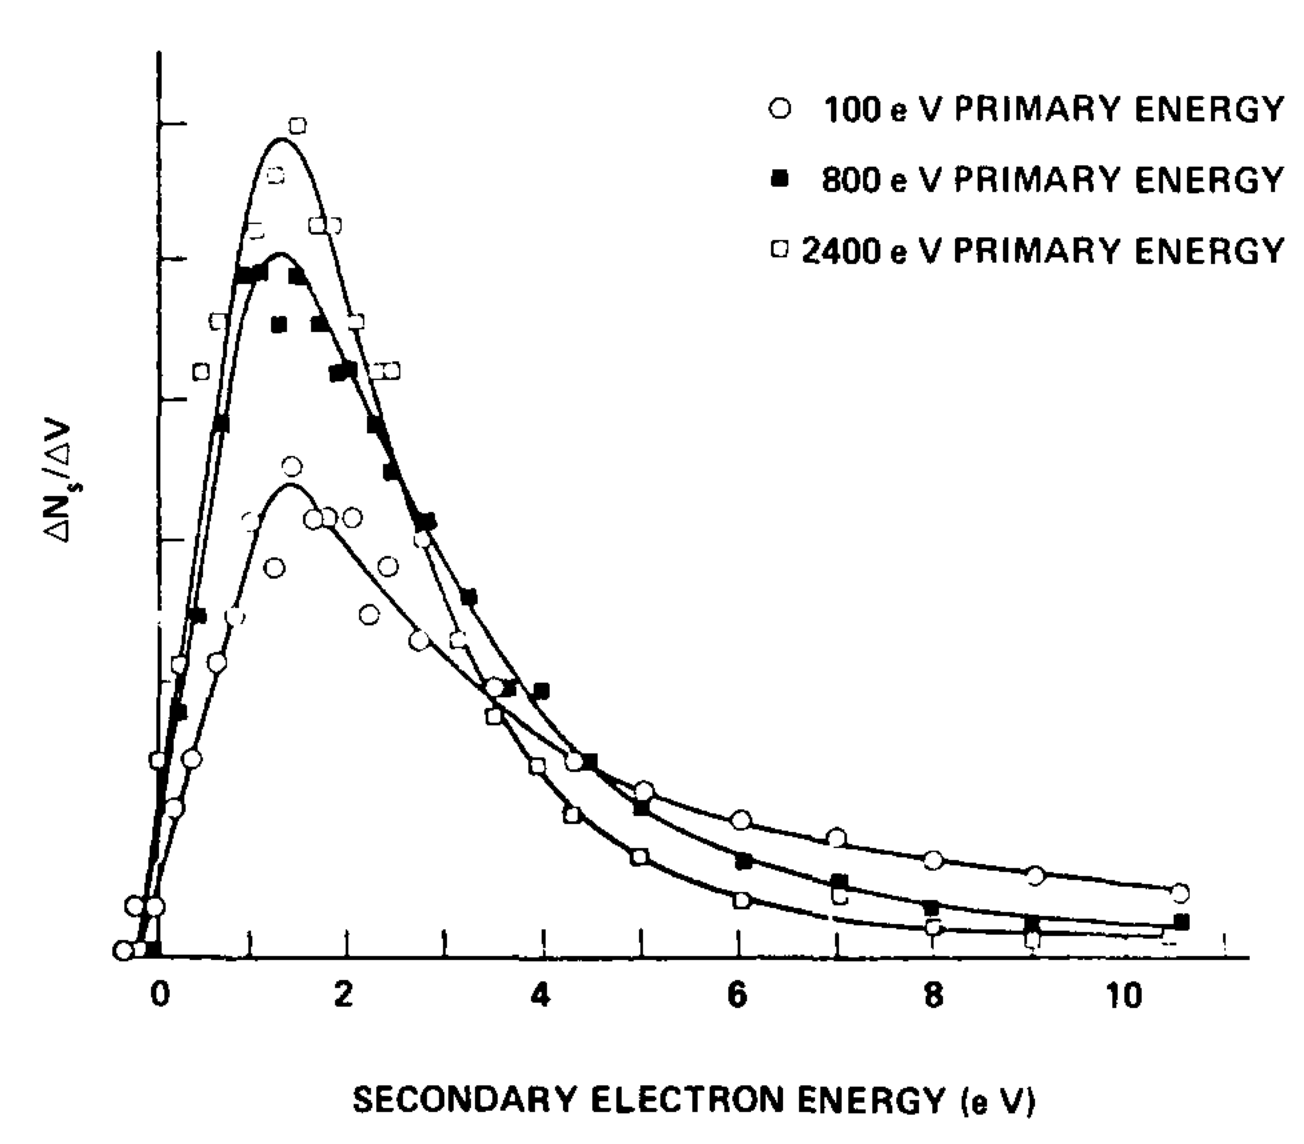 100 e V PRIMARY ENERGY
800 e V PRIMARY ENERGY
2400 e V PRIMARY ENERGY
ΔNs/ΔV
0 2 4 6 8 10
SECONDARY ELECTRON ENERGY (e V)